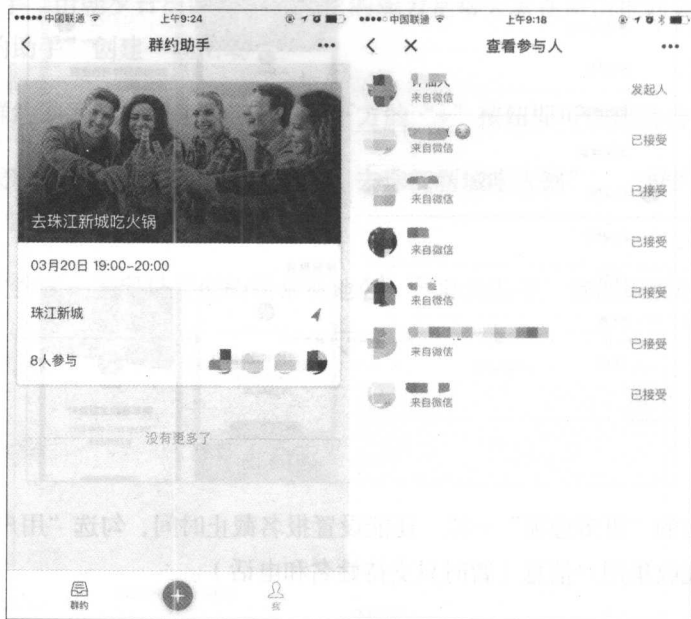 中国联通
上午9:24
群约助手
去珠江新城吃火锅
03月20日 19:00-20:00
珠江新城
8人参与
没有更多了
群约
我
中国联通
上午9:18
查看参与人
来自微信
发起人
来自微信
已接受
来自微信
已接受
来自微信
已接受
来自微信
已接受
来自微信
已接受
来自微信
已接受